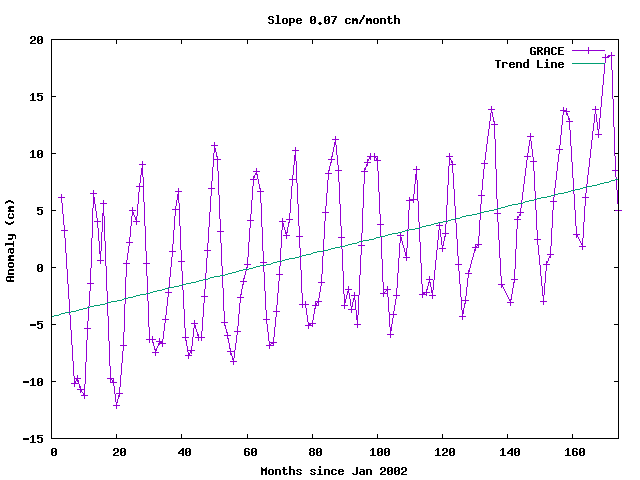 Slope 0.07 cm/month
GRACE
Trend Line
20
15
10
5
0
-5
-10
-15
Anomaly (cm)
0 20 40 60 80 100 120 140 160
Months since Jan 2002